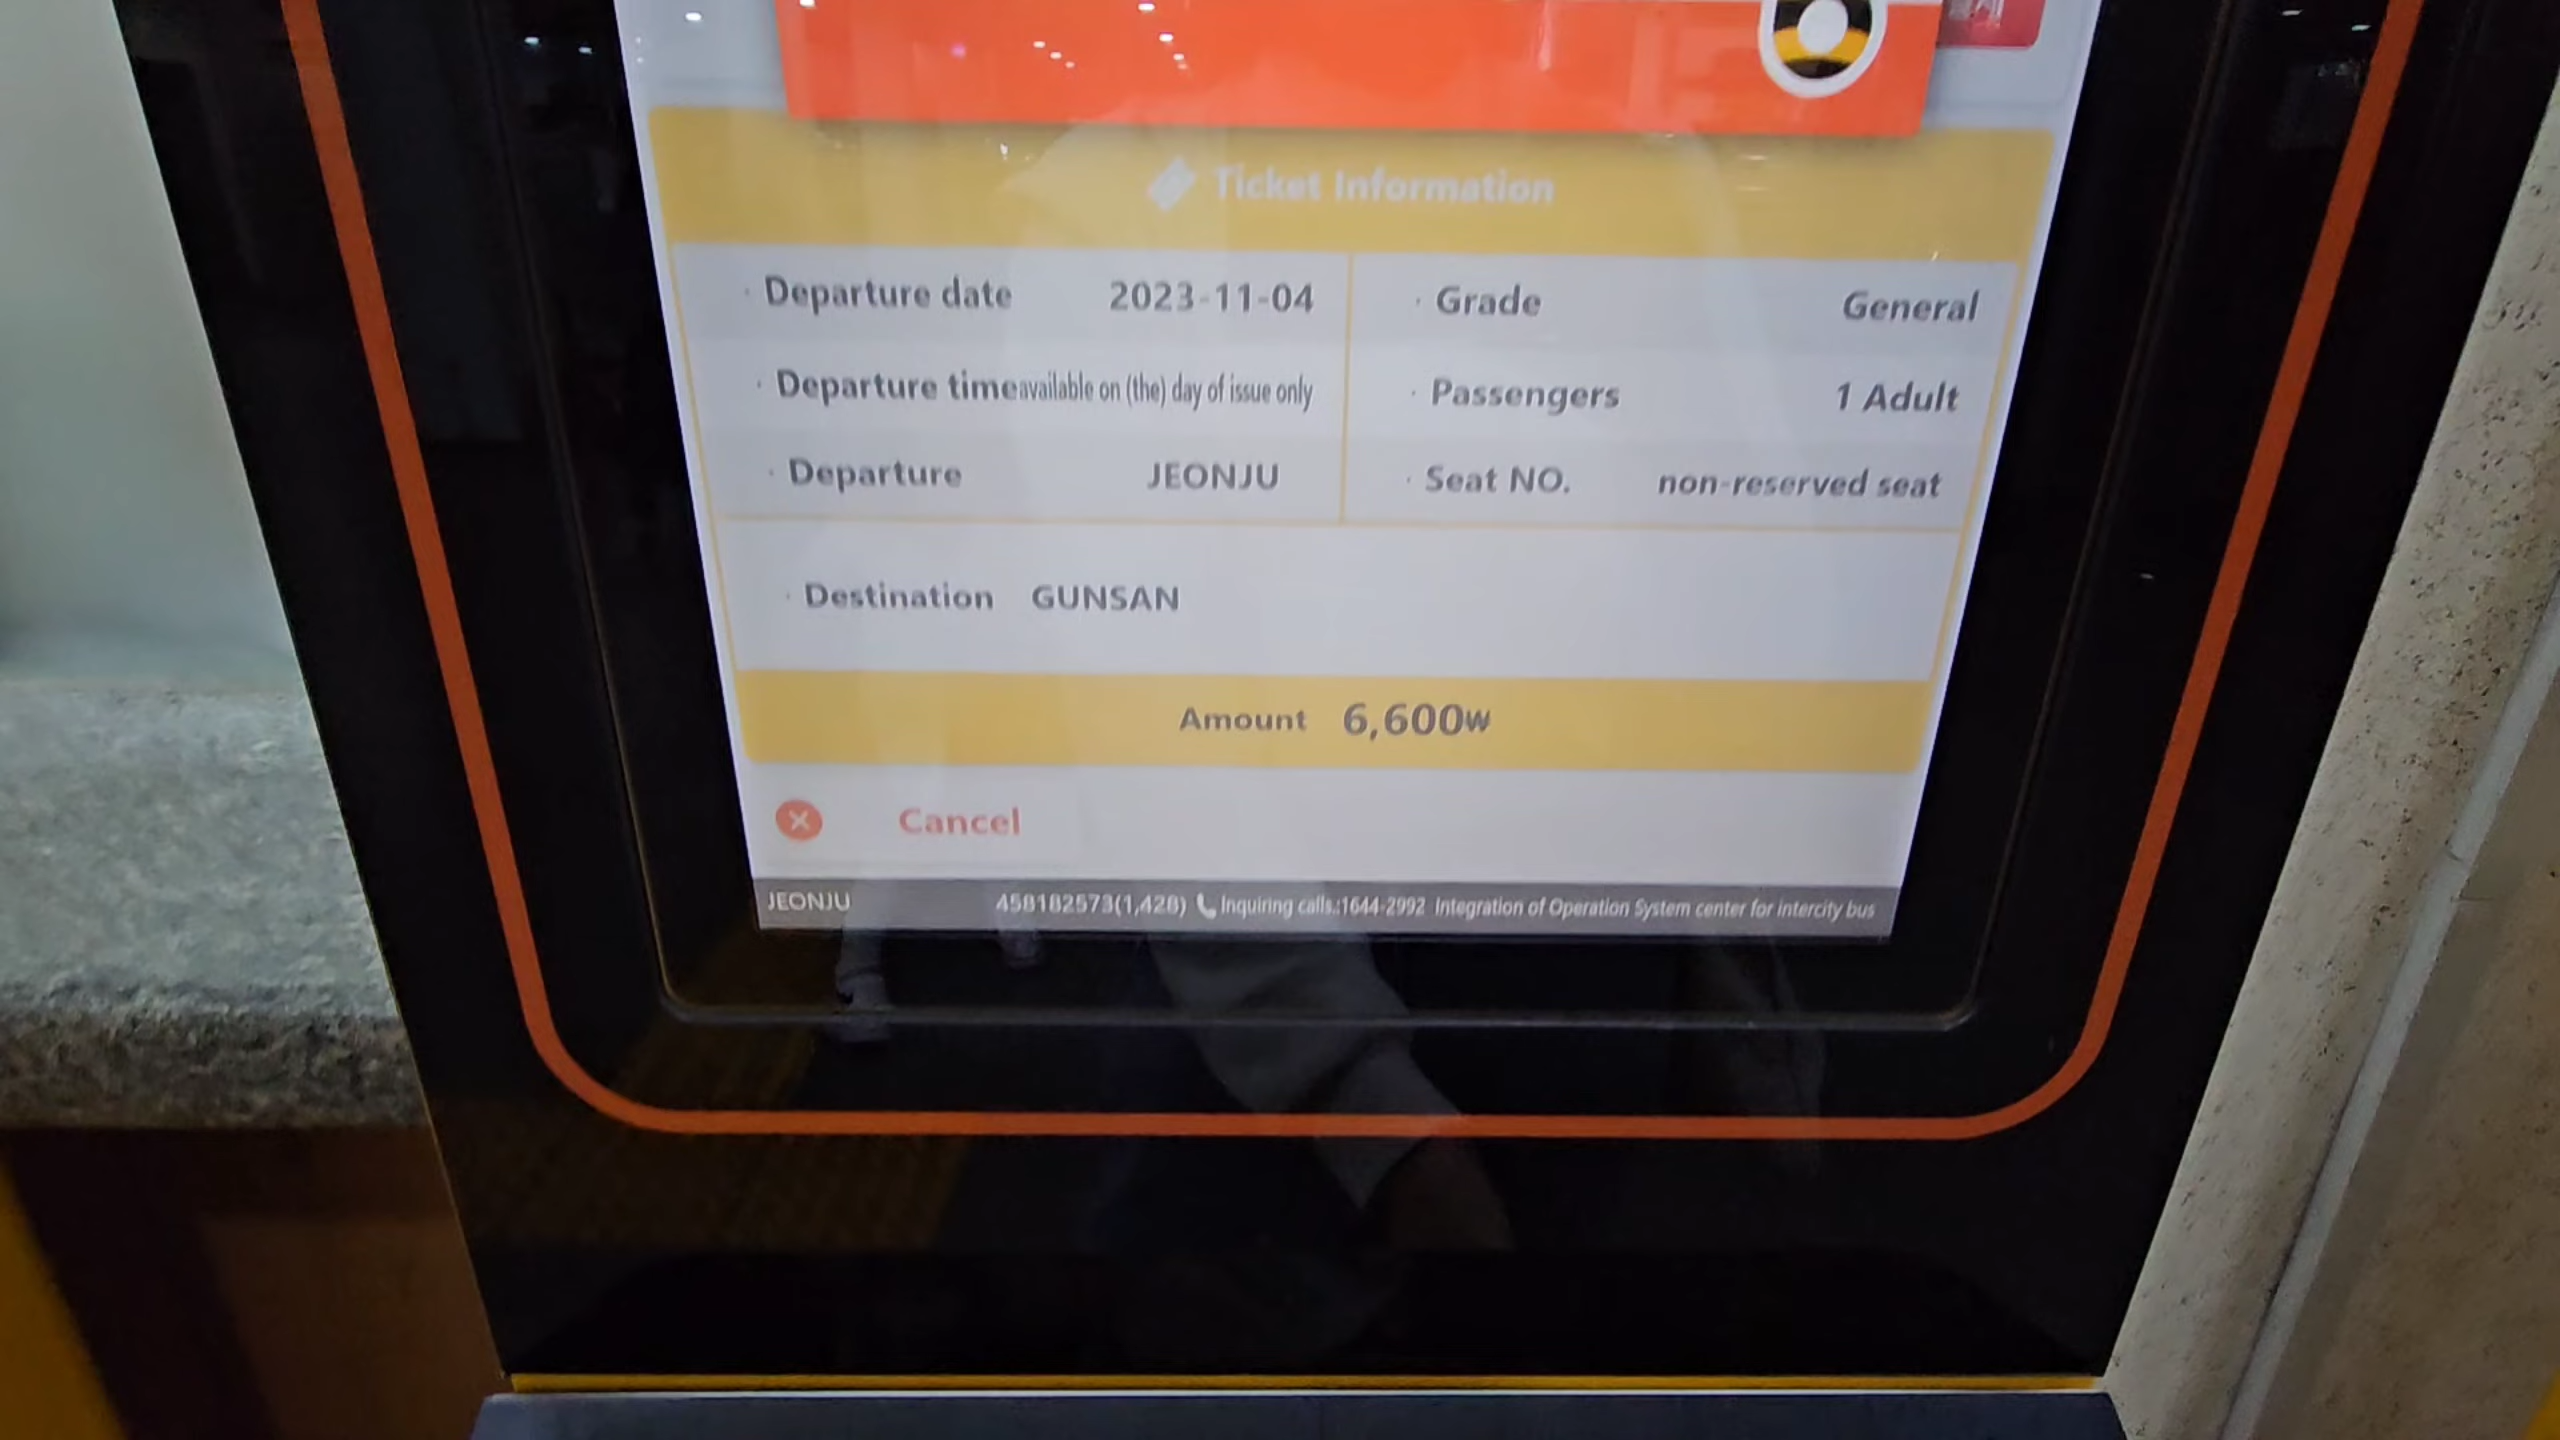 Ticket Information
Departure date 2023-11-04
Grade General
Departure time available on (the) day of issue only
Passengers 1 Adult
Departure JEONJU
Seat NO. non-reserved seat
Destination GUNSAN
Amount 6,600W
Cancel
JEONJU 458182573(1,428) Inquiring calls.:1644-2992 Integration of Operation System center for intercity bus